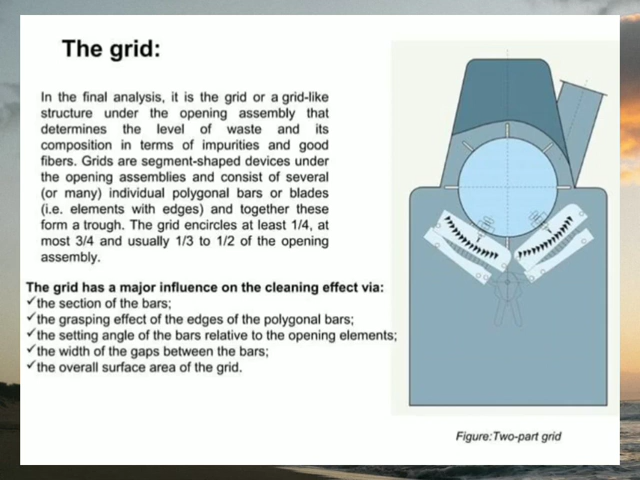 The grid:
In the final analysis, it is the grid or a grid-like
structure under the opening assembly that
determines the level of waste and its
composition in terms of impurities and good
fibers. Grids are segment-shaped devices under
the opening assemblies and consist of several
(or many) individual polygonal bars or blades
(i.e. elements with edges) and together these
form a trough. The grid encircles at least 1/4, at
most 3/4 and usually 1/3 to 1/2 of the opening
assembly.
The grid has a major influence on the cleaning effect via:
✓the section of the bars;
✓the grasping effect of the edges of the polygonal bars;
✓the setting angle of the bars relative to the opening elements;
✓the width of the gaps between the bars;
✓the overall surface area of the grid.
Figure:Two-part grid